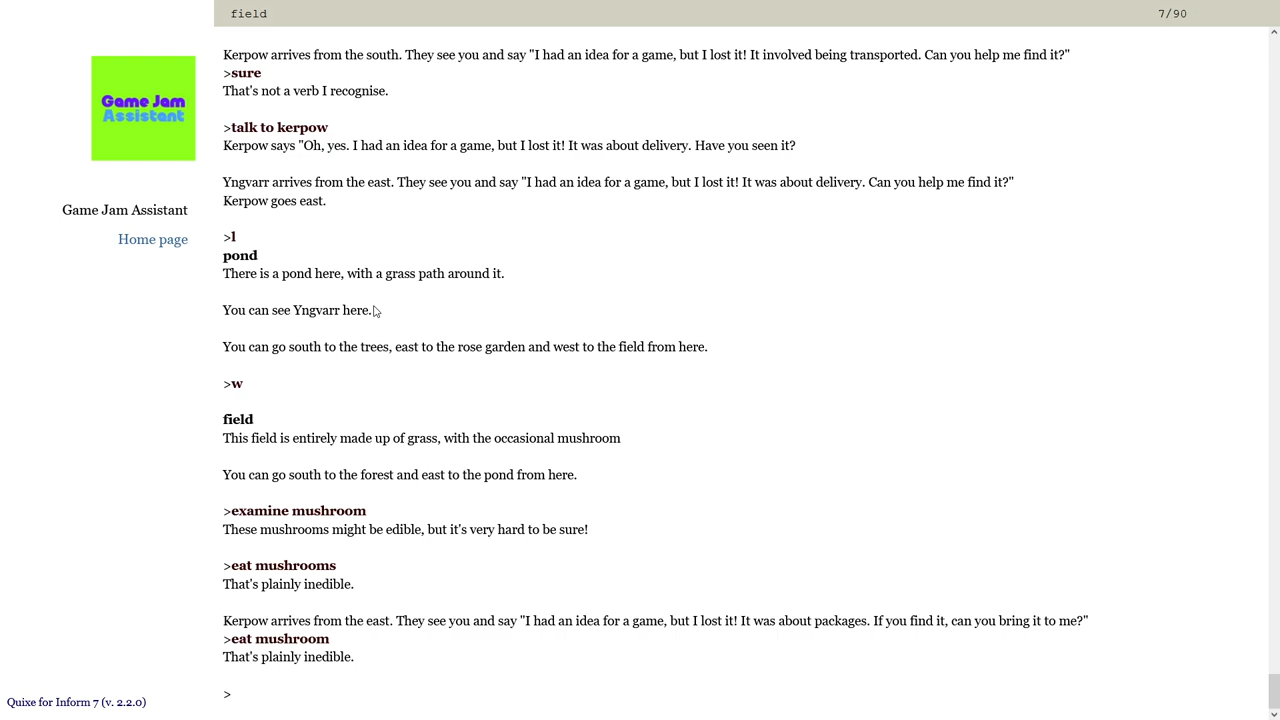 field 7/90
Kerpow arrives from the south. They see you and say "I had an idea for a game, but I lost it! It involved being transported. Can you help me find it?"
>sure
That's not a verb I recognise.
>talk to kerpow
Kerpow says "Oh, yes. I had an idea for a game, but I lost it! It was about delivery. Have you seen it?
Yngvarr arrives from the east. They see you and say "I had an idea for a game, but I lost it! It was about delivery. Can you help me find it?"
Kerpow goes east.
>l
pond
There is a pond here, with a grass path around it.
You can see Yngvarr here.
You can go south to the trees, east to the rose garden and west to the field from here.
>w
field
This field is entirely made up of grass, with the occasional mushroom
You can go south to the forest and east to the pond from here.
>examine mushroom
These mushrooms might be edible, but it's very hard to be sure!
>eat mushrooms
That's plainly inedible.
Kerpow arrives from the east. They see you and say "I had an idea for a game, but I lost it! It was about packages. If you find it, can you bring it to me?"
>eat mushroom
That's plainly inedible.
>
Game Jam
Assistant
Game Jam Assistant
Home page
Quixe for Inform 7 (v. 2.2.0)